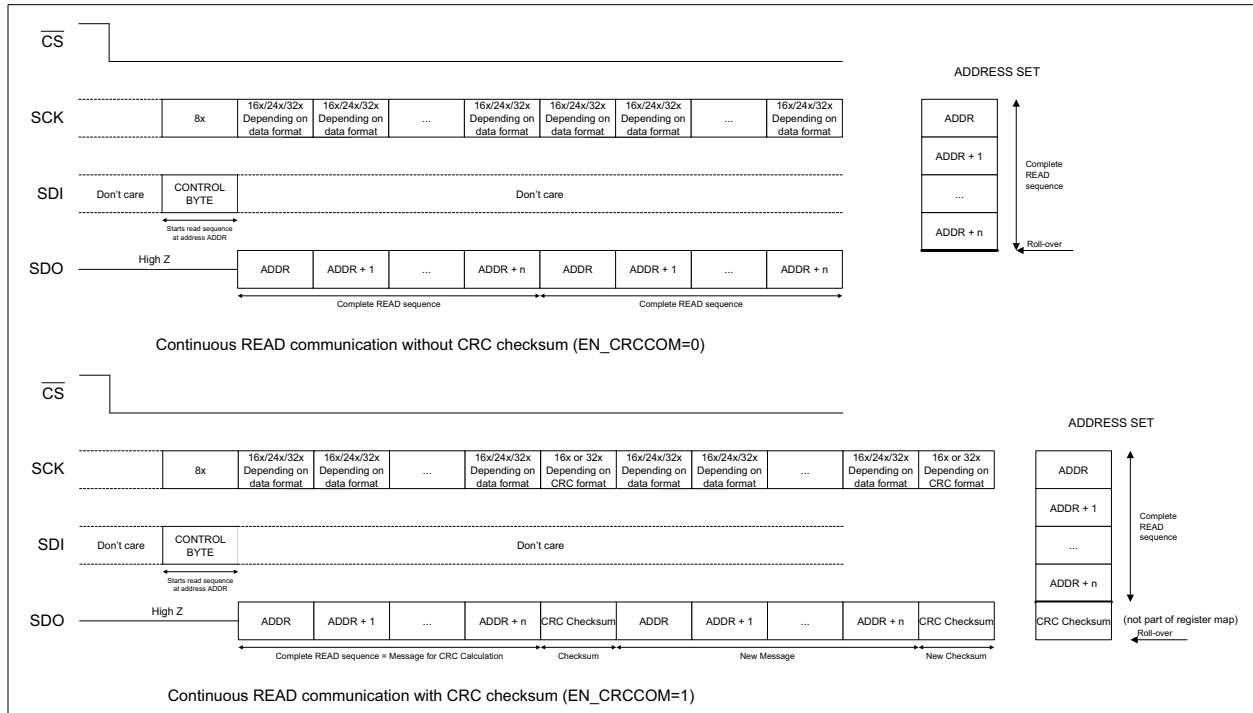 CS
ADDRESS SET
SCK
8x
16x/24x/32x
Depending on
data format
16x/24x/32x
Depending on
data format
...
16x/24x/32x
Depending on
data format
16x/24x/32x
Depending on
data format
16x/24x/32x
Depending on
data format
...
16x/24x/32x
Depending on
data format
ADDR
ADDR + 1
...
ADDR + n
Complete
READ
sequence
Roll-over
SDI
Don't care
CONTROL
BYTE
Don't care
Starts read sequence
at address ADDR
SDO
High Z
ADDR
ADDR + 1
...
ADDR + n
ADDR
ADDR + 1
...
ADDR + n
Complete READ sequence
Complete READ sequence
Continuous READ communication without CRC checksum (EN_CRCCOM=0)
CS
ADDRESS SET
SCK
8x
16x/24x/32x
Depending on
data format
16x/24x/32x
Depending on
data format
...
16x/24x/32x
Depending on
data format
16x or 32x
Depending on
CRC format
16x/24x/32x
Depending on
data format
16x/24x/32x
Depending on
data format
...
16x/24x/32x
Depending on
data format
16x or 32x
Depending on
CRC format
ADDR
ADDR + 1
...
ADDR + n
CRC Checksum
Complete
READ
sequence
(not part of register map)
Roll-over
SDI
Don't care
CONTROL
BYTE
Don't care
Starts read sequence
at address ADDR
SDO
High Z
ADDR
ADDR + 1
...
ADDR + n
CRC Checksum
ADDR
ADDR + 1
...
ADDR + n
CRC Checksum
Complete READ sequence = Message for CRC Calculation
Checksum
New Message
New Checksum
Continuous READ communication with CRC checksum (EN_CRCCOM=1)